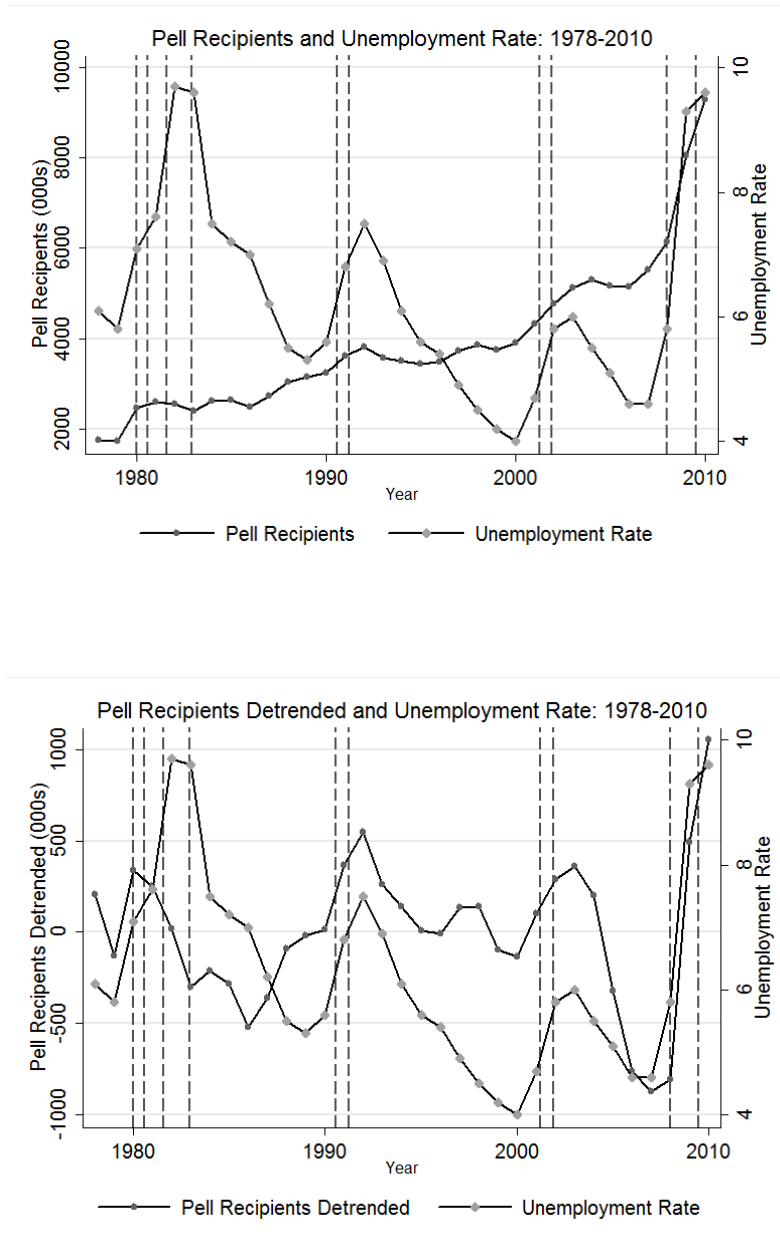 Pell Recipients and Unemployment Rate: 1978-2010
Pell Recipents (000s)
10000
8000
6000
4000
2000
10
8
6
4
Unemployment Rate
1980
1990
2000
2010
Year
Pell Recipients
Unemployment Rate
Pell Recipients Detrended and Unemployment Rate: 1978-2010
Pell Recipients Detrended (000s)
1000
500
0
-500
-1000
10
8
6
4
Unemployment Rate
1980
1990
2000
2010
Year
Pell Recipients Detrended
Unemployment Rate